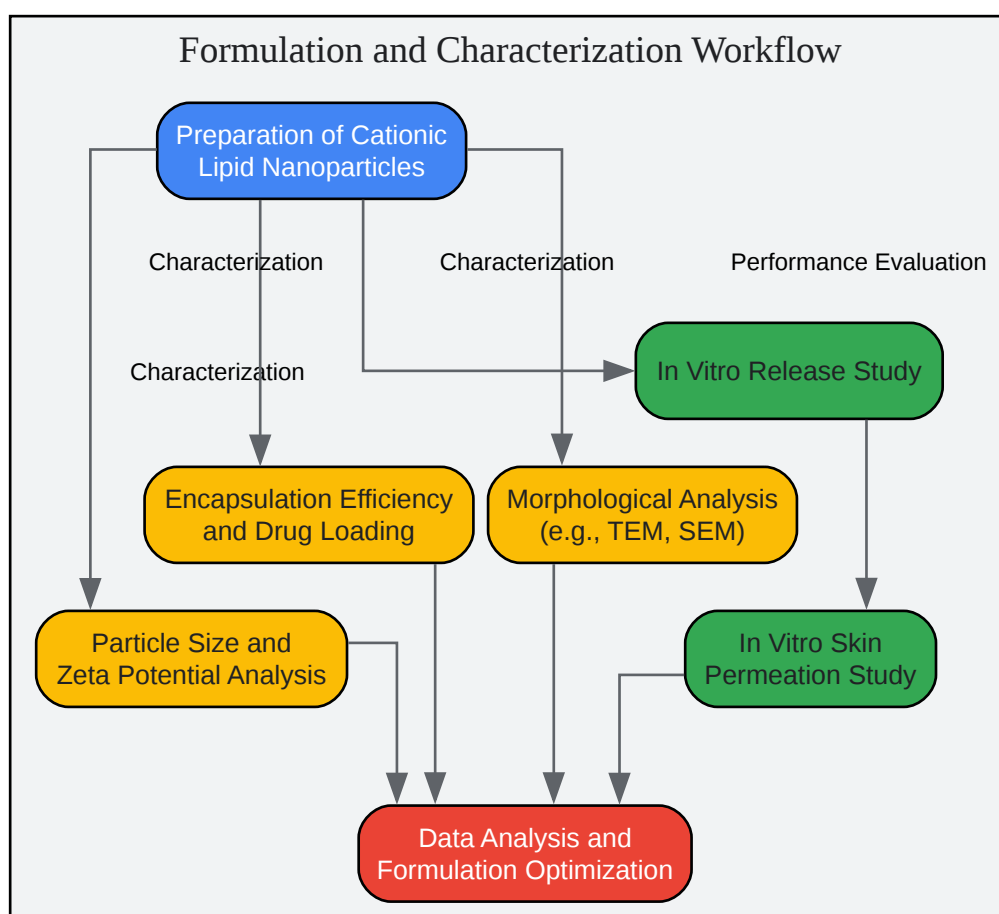 Formulation and Characterization Workflow
Preparation of Cationic
Lipid Nanoparticles
Characterization
Characterization
Performance Evaluation
Characterization
In Vitro Release Study
Encapsulation Efficiency
and Drug Loading
Morphological Analysis
(e.g., TEM, SEM)
Particle Size and
Zeta Potential Analysis
In Vitro Skin
Permeation Study
Data Analysis and
Formulation Optimization